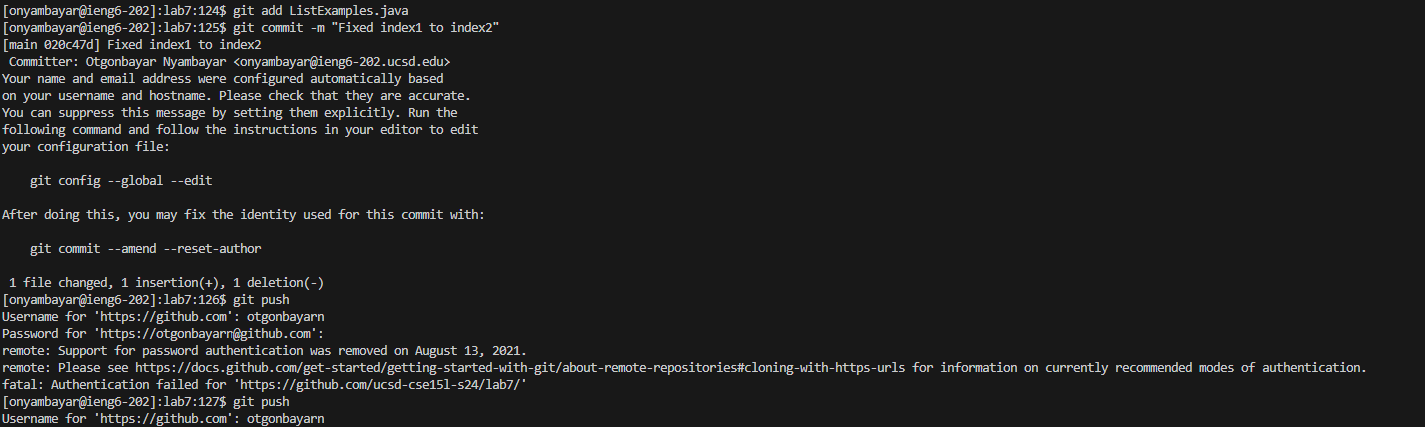 [onyambayar@ieng6-202]:lab7:124$ git add ListExamples.java
[onyambayar@ieng6-202]:lab7:125$ git commit -m "Fixed index1 to index2"
[main 020c47d] Fixed index1 to index2
 Committer: Otgonbayar Nyambayar <onyambayar@ieng6-202.ucsd.edu>
Your name and email address were configured automatically based
on your username and hostname. Please check that they are accurate.
You can suppress this message by setting them explicitly. Run the
following command and follow the instructions in your editor to edit
your configuration file:

    git config --global --edit

After doing this, you may fix the identity used for this commit with:

    git commit --amend --reset-author

 1 file changed, 1 insertion(+), 1 deletion(-)
[onyambayar@ieng6-202]:lab7:126$ git push
Username for 'https://github.com': otgonbayarn
Password for 'https://otgonbayarn@github.com':
remote: Support for password authentication was removed on August 13, 2021.
remote: Please see https://docs.github.com/get-started/getting-started-with-git/about-remote-repositories#cloning-with-https-urls for information on currently recommended modes of authentication.
fatal: Authentication failed for 'https://github.com/ucsd-cse15l-s24/lab7/'
[onyambayar@ieng6-202]:lab7:127$ git push
Username for 'https://github.com': otgonbayarn